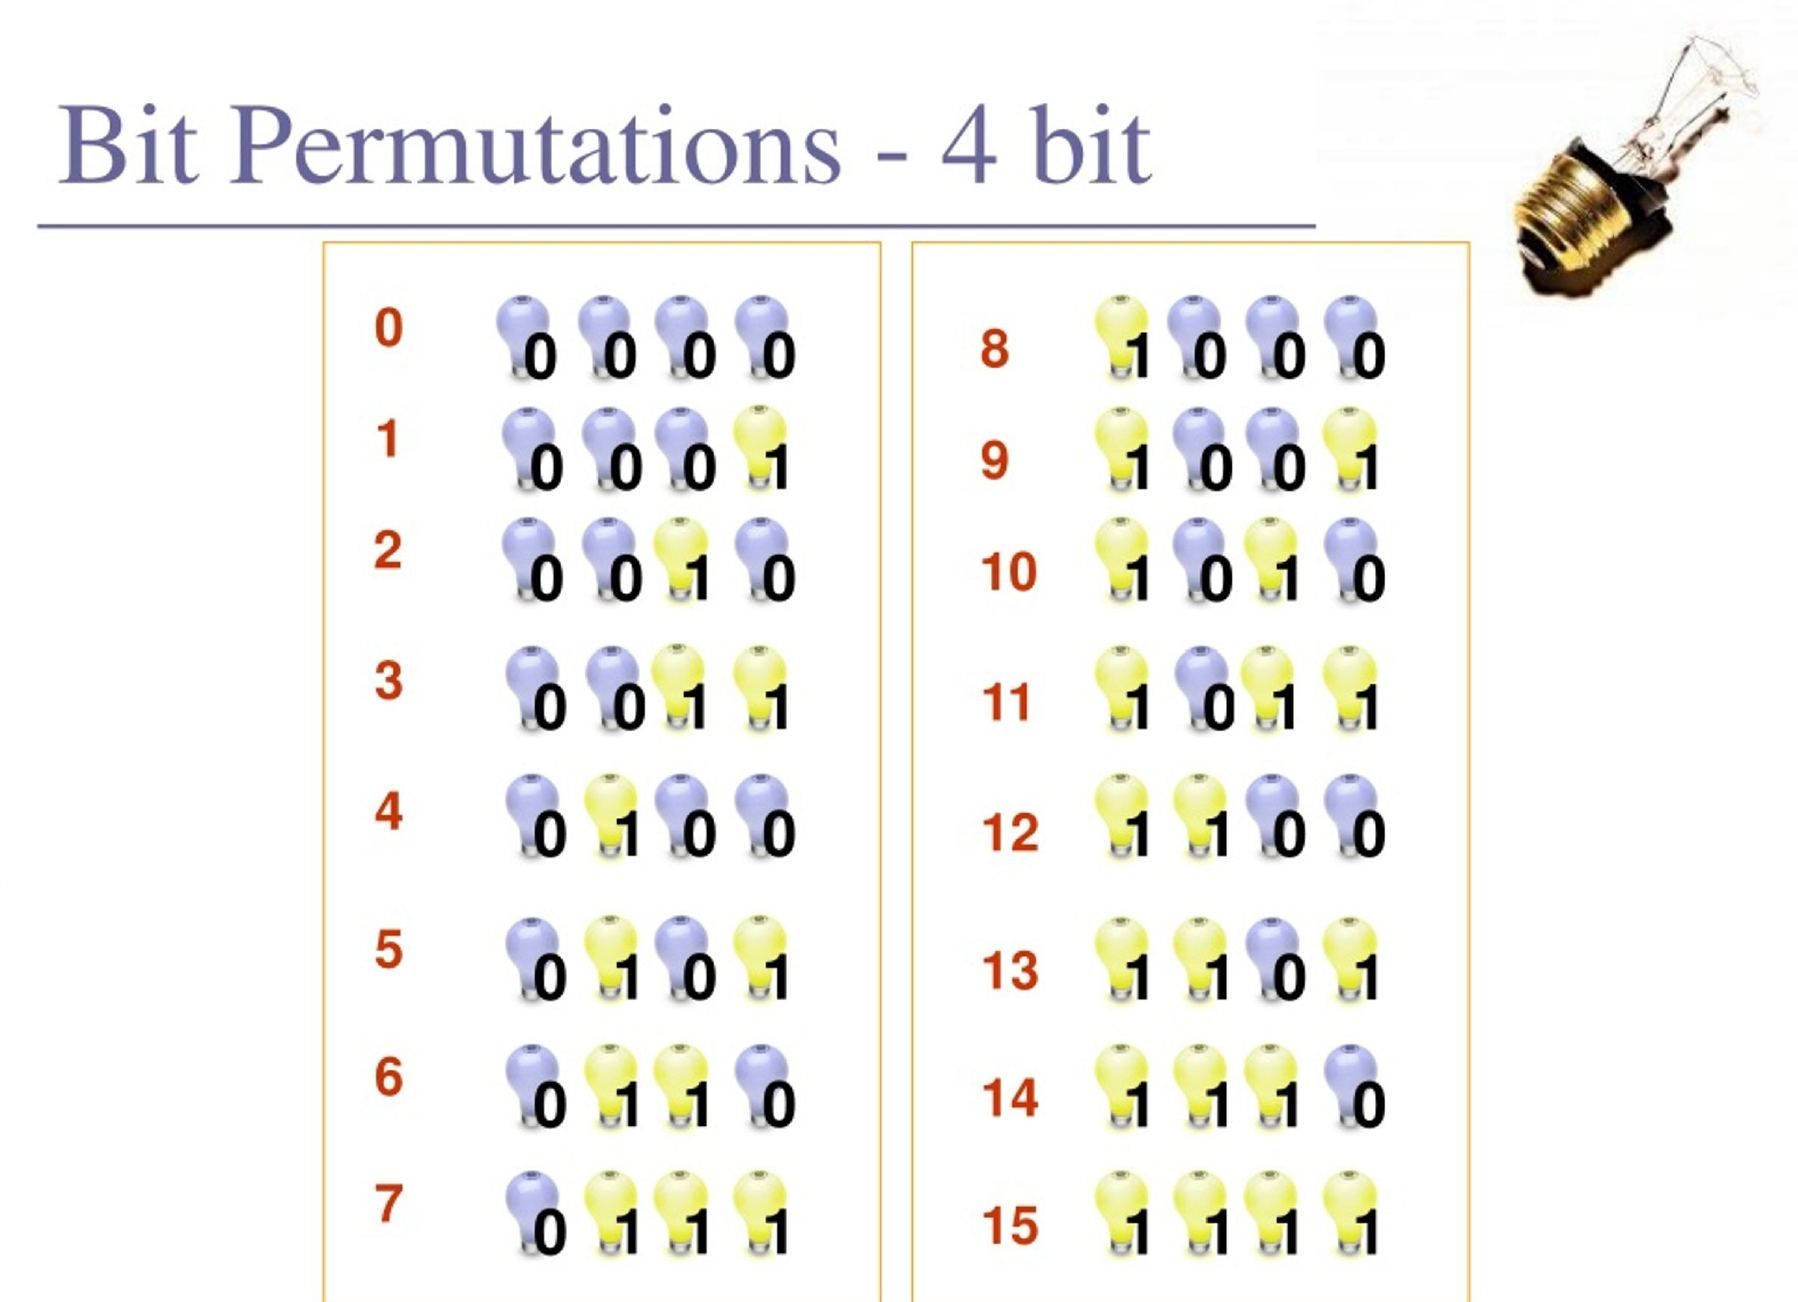 Bit Permutations - 4 bit
0 0 0 0 0
1 0 0 0 1
2 0 0 1 0
3 0 0 1 1
4 0 1 0 0
5 0 1 0 1
6 0 1 1 0
7 0 1 1 1
8 1 0 0 0
9 1 0 0 1
10 1 0 1 0
11 1 0 1 1
12 1 1 0 0
13 1 1 0 1
14 1 1 1 0
15 1 1 1 1